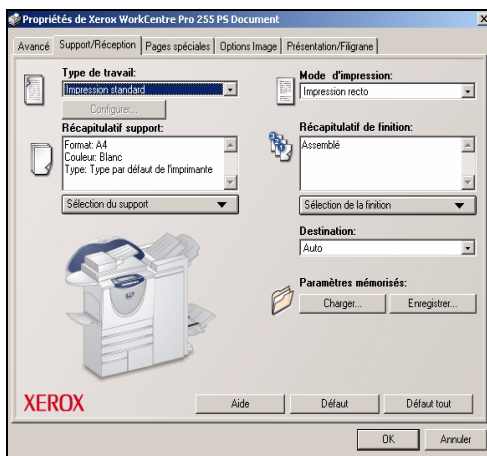 Propriétés de Xerox WorkCentre Pro 255 PS Document
Avancé
Support/Réception
Pages spéciales
Options Image
Présentation/Filigrane
Type de travail:
Impression standard
Configurer...
Récapitulatif support:
Format: A4
Couleur: Blanc
Type: Type par défaut de l'imprimante
Sélection du support
Mode d'impression:
Impression recto
Récapitulatif de finition:
Assemblé
Sélection de la finition
Destination:
Auto
Paramètres mémorisés:
Charger...
Enregistrer...
XEROX
Aide
Défaut
Défaut tout
OK
Annuler